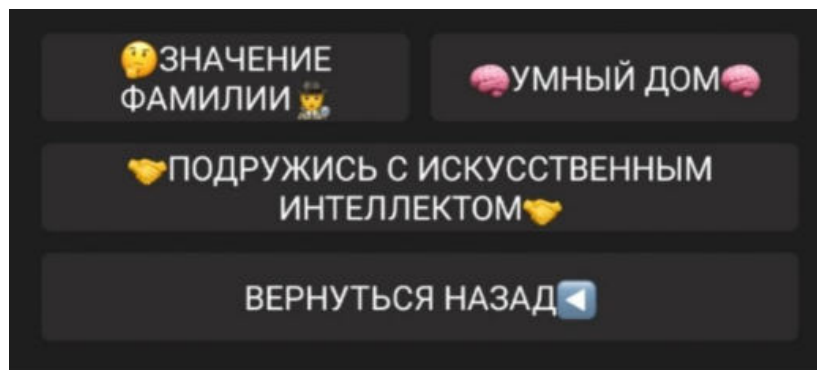 🤔ЗНАЧЕНИЕ
ФАМИЛИИ🕵️
🧠УМНЫЙ ДОМ🧠
🤝ПОДРУЖИСЬ С ИСКУССТВЕННЫМ
ИНТЕЛЛЕКТОМ🤝
ВЕРНУТЬСЯ НАЗАД◀️